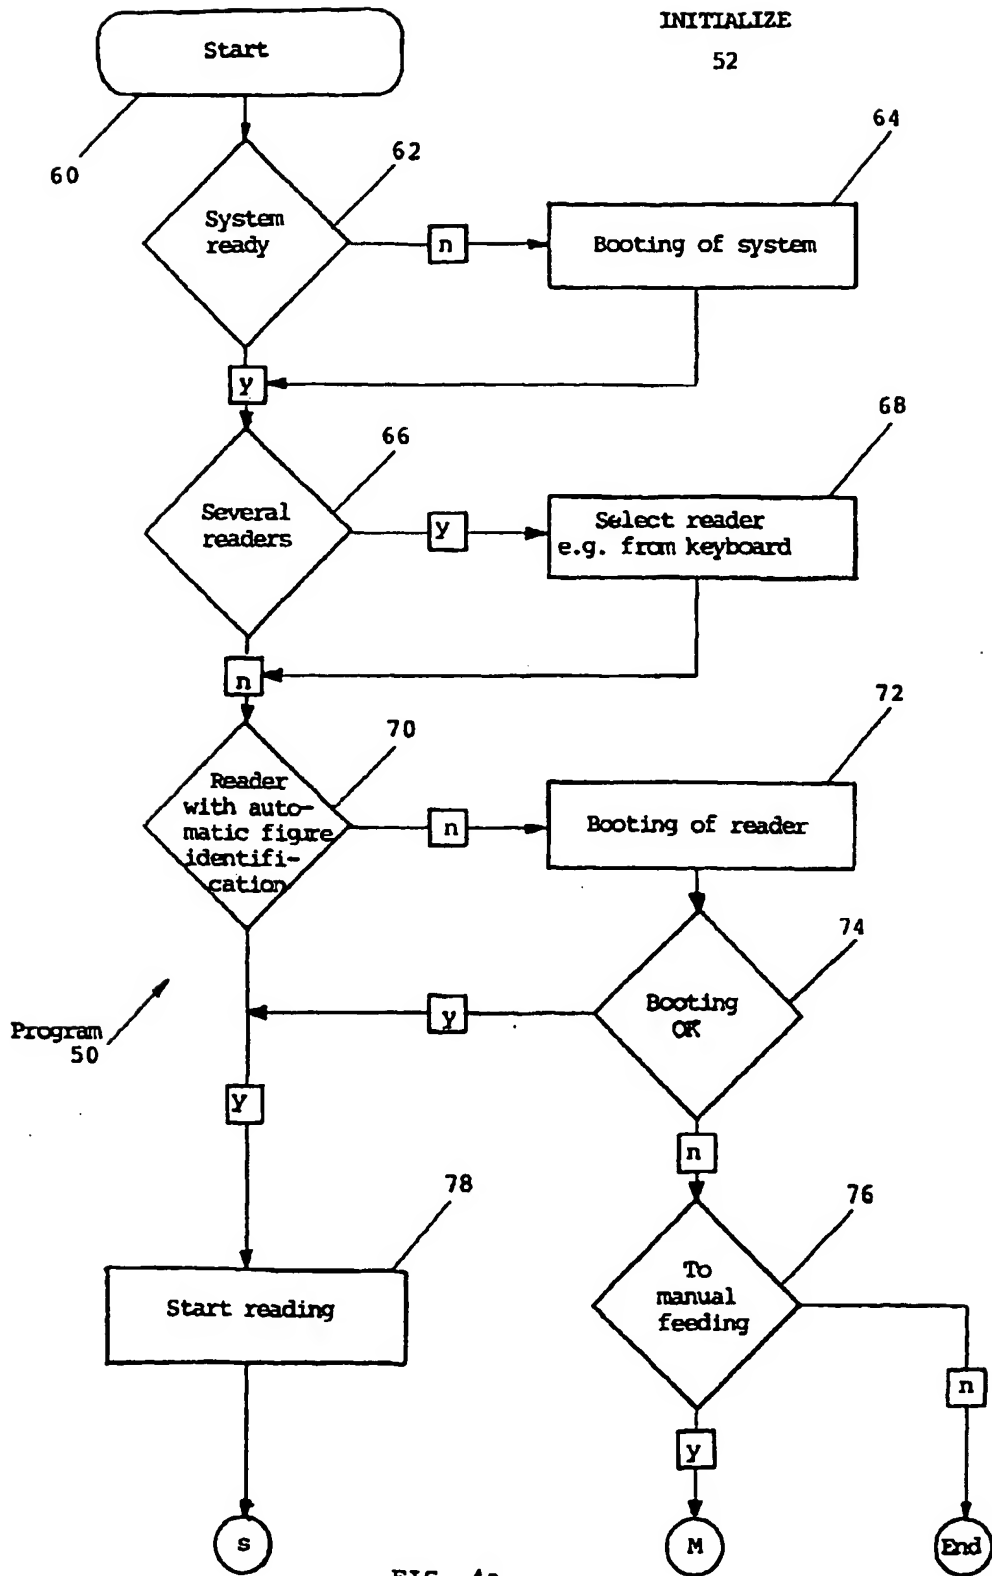 INITIALIZE
52
Start
60
62
64
System
ready
n
Booting of system
y
66
68
Several
readers
y
Select reader
e.g. from keyboard
n
70
72
Reader
with auto-
matic figure
identifi-
cation
n
Booting of reader
74
Booting
OK
y
Program
50
y
n
78
76
Start reading
To
manual
feeding
n
y
s
M
End
FIG. 4a